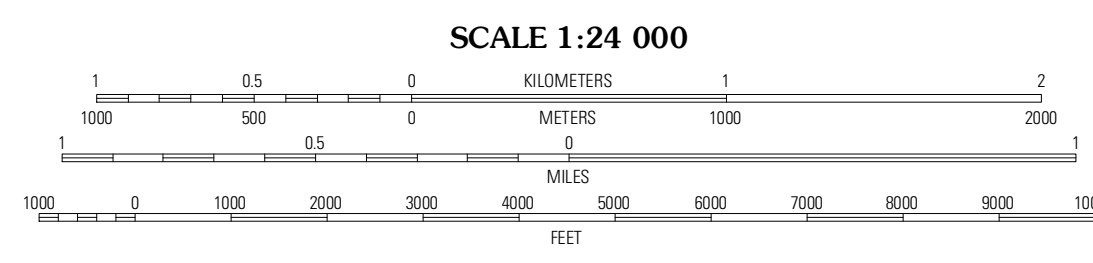 SCALE 1:24 000
1 0.5 0 KILOMETERS 1 2
1000 500 0 METERS 1000 2000
1 0.5 0 1
MILES
1000 0 1000 2000 3000 4000 5000 6000 7000 8000 9000
FEET